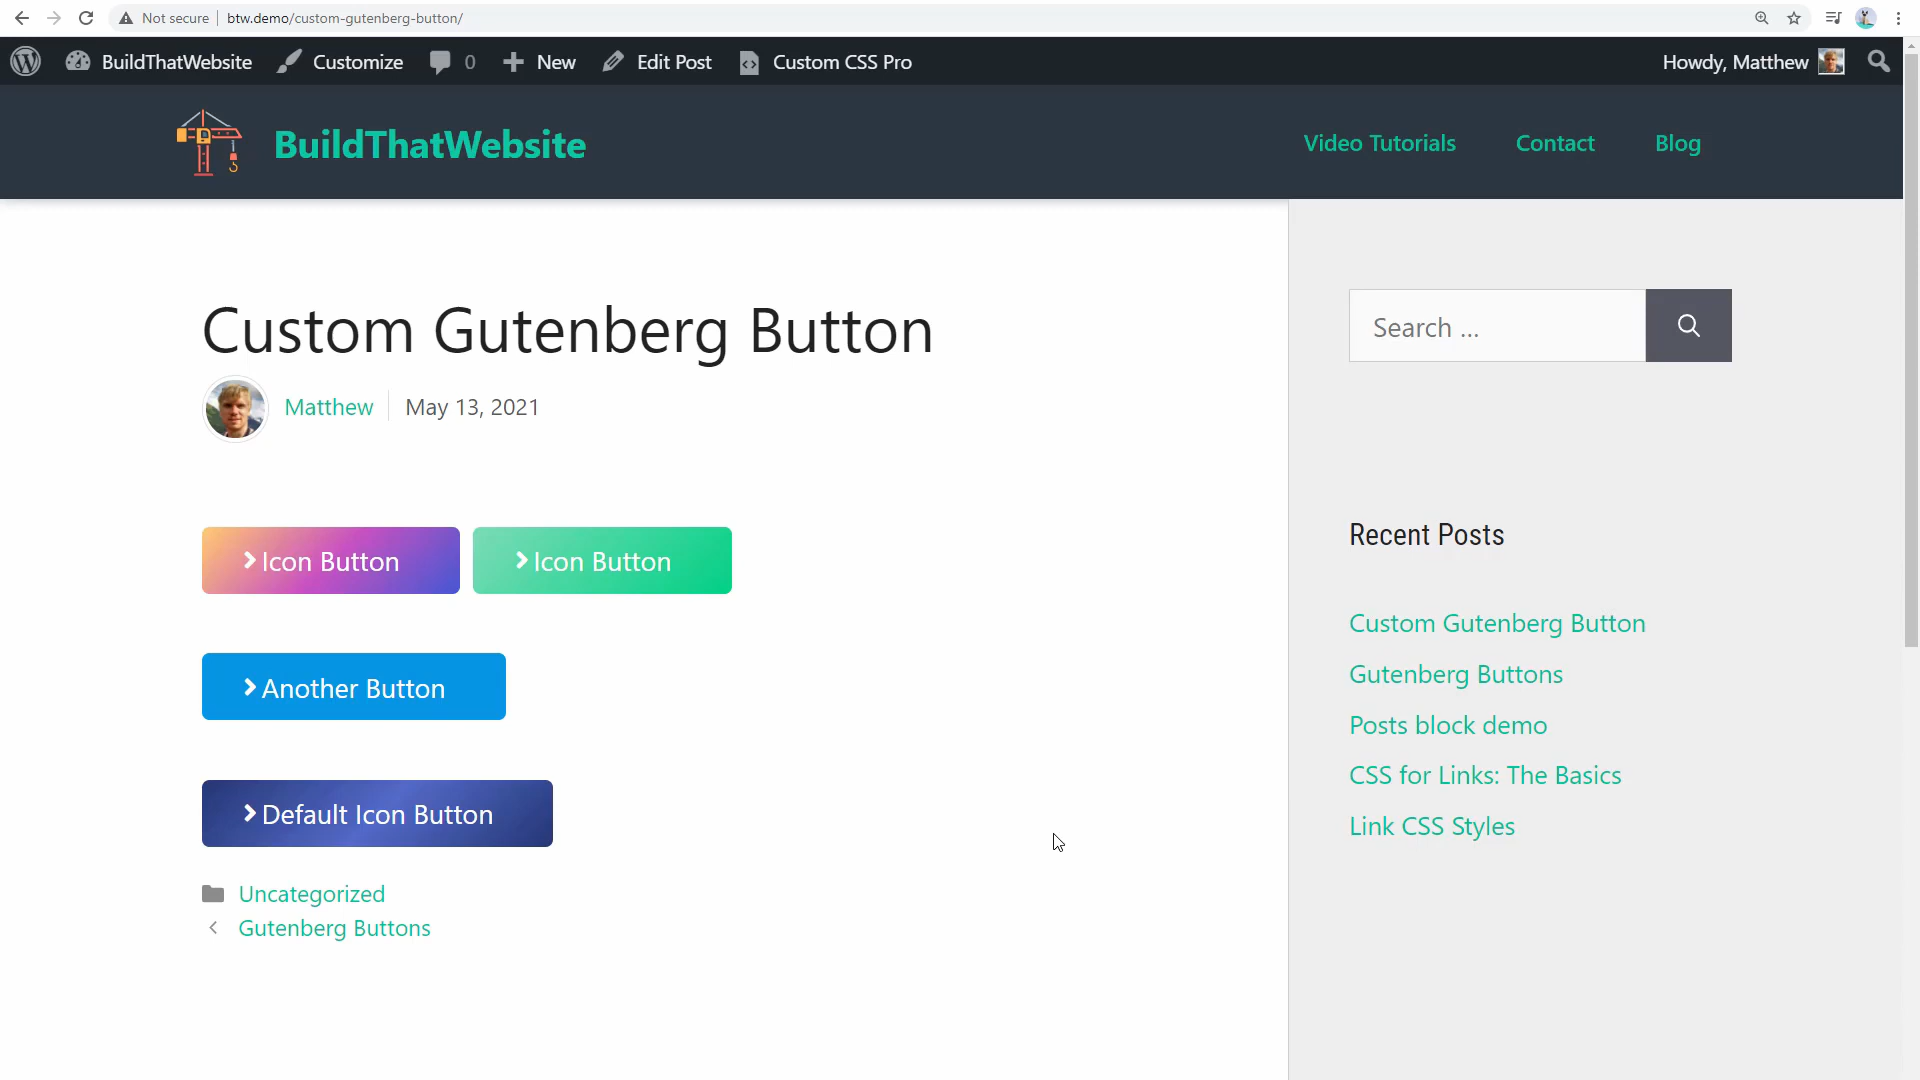 Not secure btw.demo/custom-gutenberg-button/
BuildThatWebsite Customize 0 New Edit Post Custom CSS Pro Howdy, Matthew
BuildThatWebsite Video Tutorials Contact Blog
Custom Gutenberg Button
Matthew May 13, 2021
Icon Button Icon Button
Another Button
Default Icon Button
Uncategorized
Gutenberg Buttons
Search ...
Recent Posts
Custom Gutenberg Button
Gutenberg Buttons
Posts block demo
CSS for Links: The Basics
Link CSS Styles